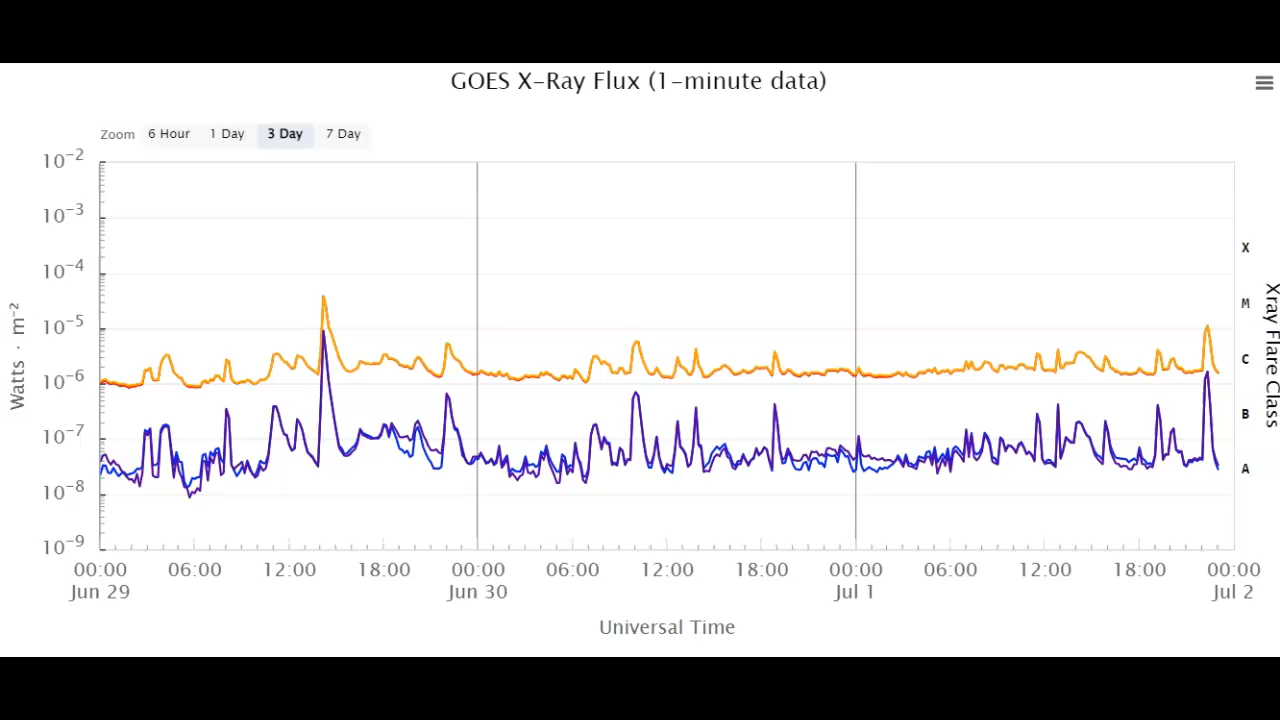 GOES X-Ray Flux (1-minute data)
Zoom 6 Hour 1 Day 3 Day 7 Day
10⁻²
10⁻³
10⁻⁴
10⁻⁵
10⁻⁶
10⁻⁷
10⁻⁸
10⁻⁹
Watts · m⁻²
X
M
C
B
A
Xray Flare Class
00:00 06:00 12:00 18:00 00:00 06:00 12:00 18:00 00:00 06:00 12:00 18:00 00:00
Jun 29 Jun 30 Jul 1 Jul 2
Universal Time